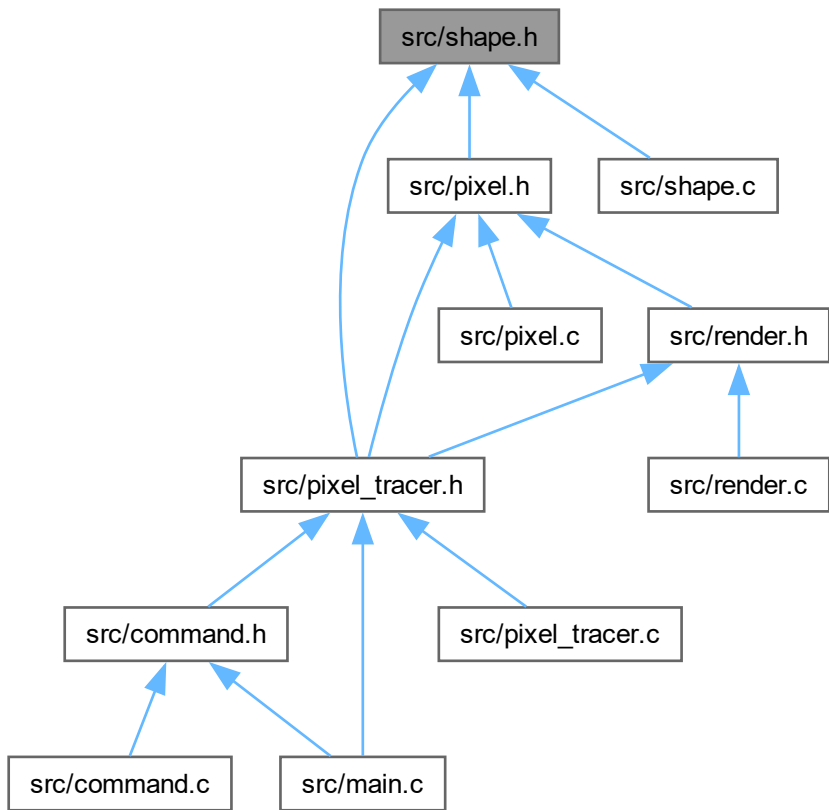 src/shape.h
src/pixel.h
src/shape.c
src/pixel.c
src/render.h
src/pixel_tracer.h
src/render.c
src/command.h
src/pixel_tracer.c
src/command.c
src/main.c